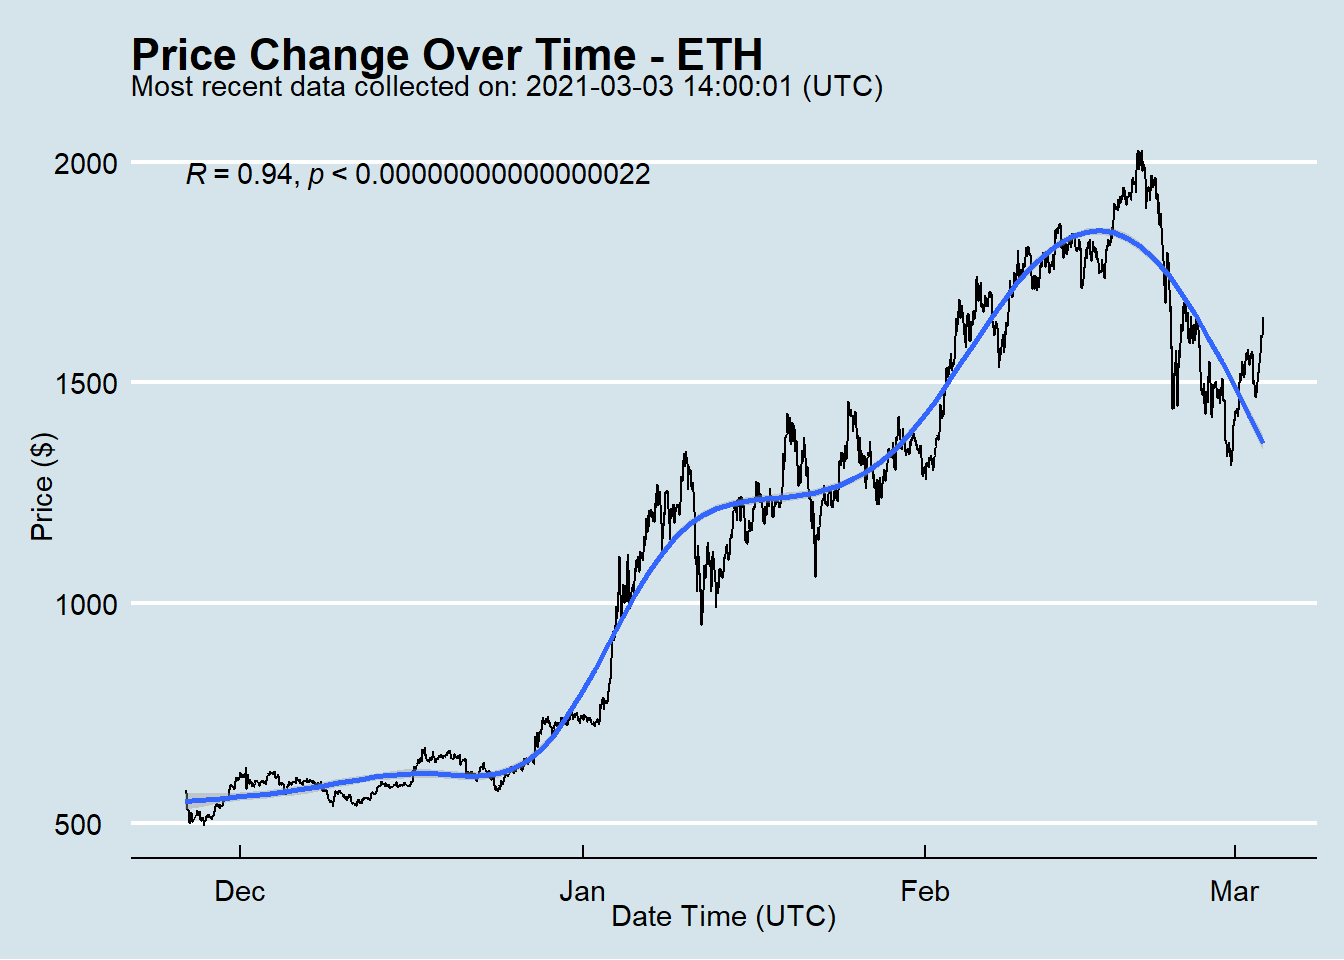 Price Change Over Time - ETH
Most recent data collected on: 2021-03-03 14:00:01 (UTC)
R = 0.94, p < 0.00000000000000022
2000
1500
1000
500
Price ($)
Dec Jan Feb Mar
Date Time (UTC)